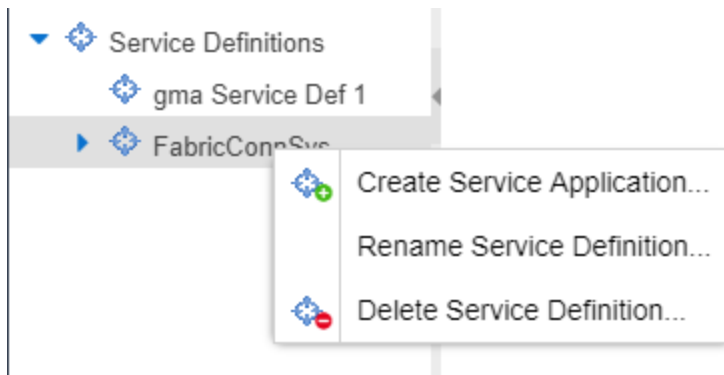 Service Definitions
gma Service Def 1
FabricConnSys
Create Service Application...
Rename Service Definition...
Delete Service Definition...